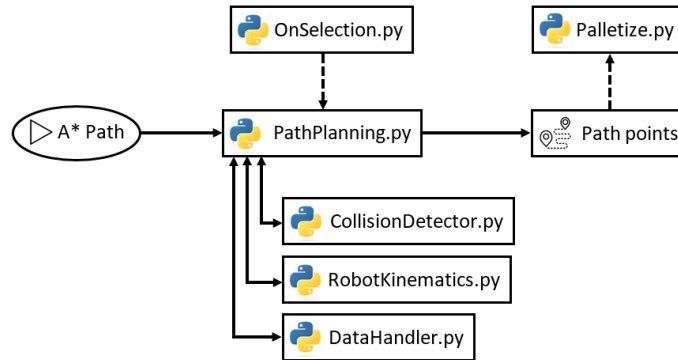 OnSelection.py
Palletize.py
A* Path
PathPlanning.py
Path points
CollisionDetector.py
RobotKinematics.py
DataHandler.py